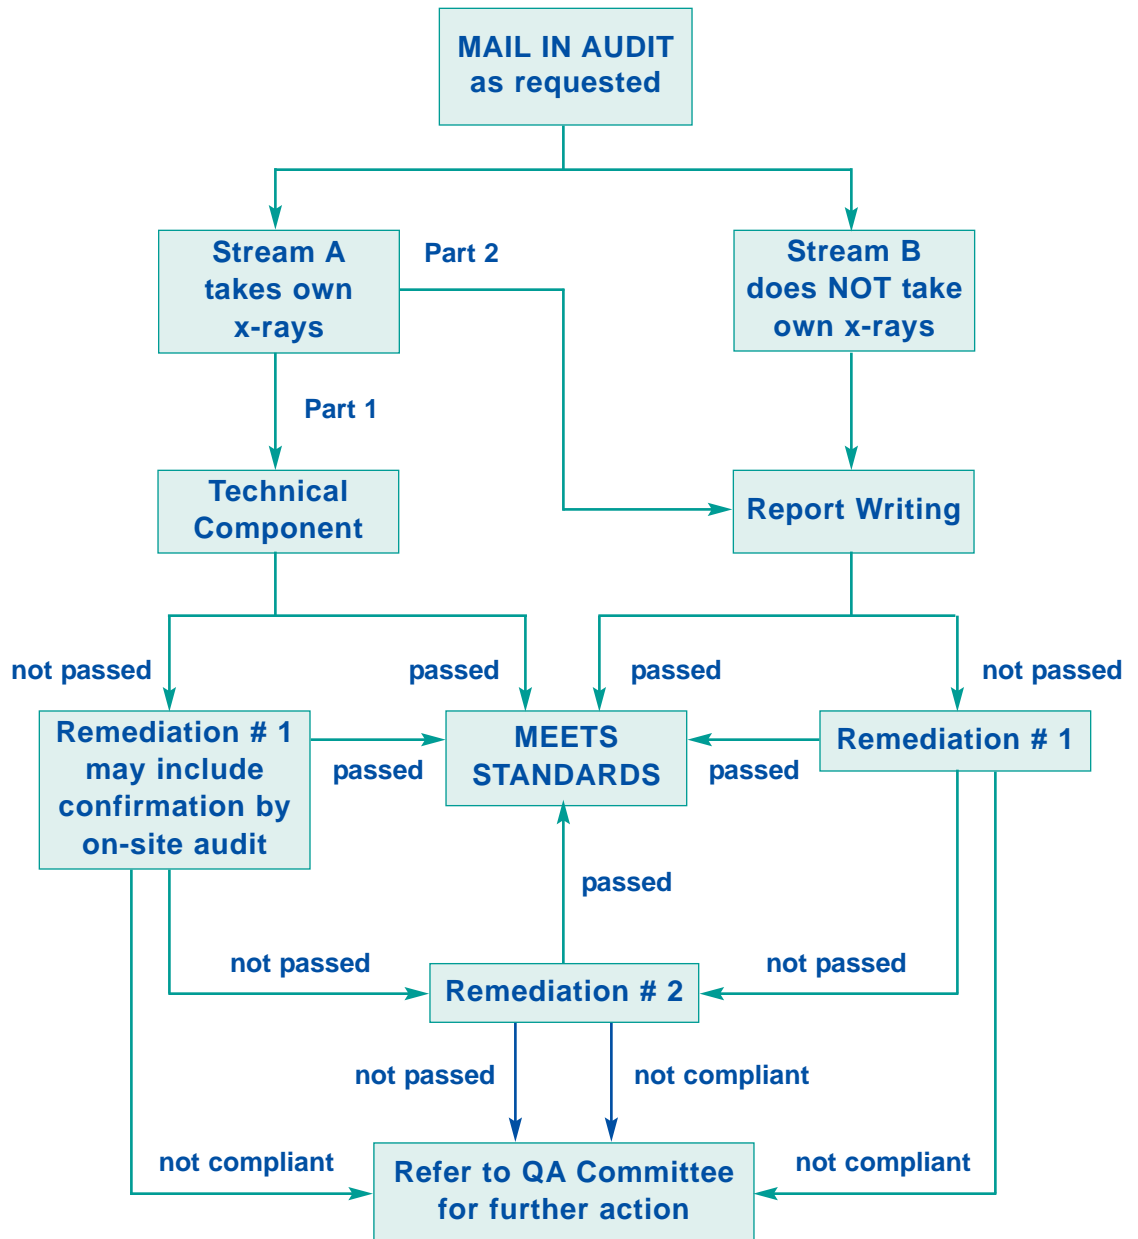 MAIL IN AUDIT
as requested
Stream A
takes own
x-rays
Part 2
Stream B
does NOT take
own x-rays
Part 1
Technical
Component
Report Writing
not passed
passed
passed
not passed
Remediation # 1
may include
confirmation by
on-site audit
passed
MEETS
STANDARDS
passed
Remediation # 1
passed
not passed
Remediation # 2
not passed
not passed
not compliant
not compliant
Refer to QA Committee
for further action
not compliant